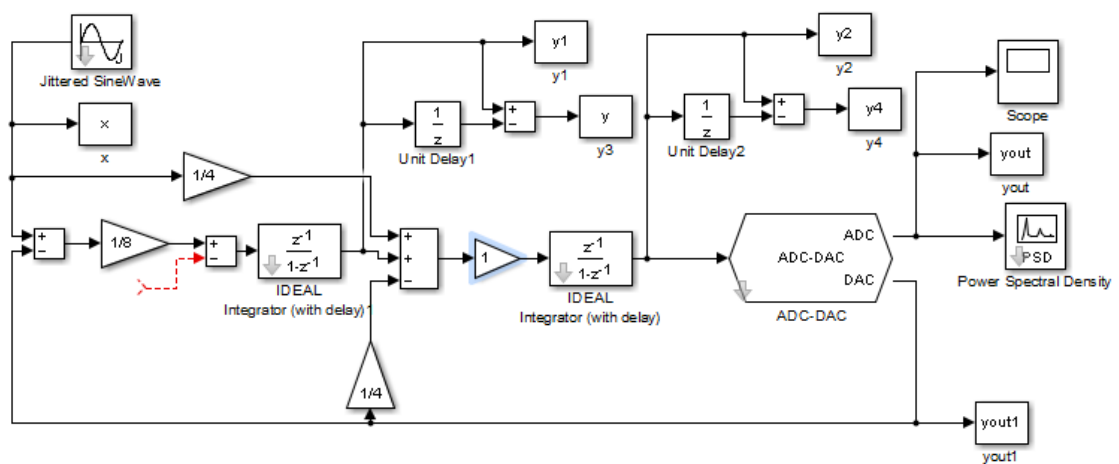 J
Jittered SineWave
x
x
1/4
+
−
1/8
+
−
z-1
1-z-1
IDEAL
Integrator (with delay)1
y1
y1
1
z
Unit Delay1
+
−
y
y3
+
+
−
1
z-1
1-z-1
IDEAL
Integrator (with delay)
1/4
y2
y2
1
z
Unit Delay2
+
−
y4
y4
ADC
ADC-DAC
DAC
ADC-DAC
Scope
yout
yout
PSD
Power Spectral Density
yout1
yout1